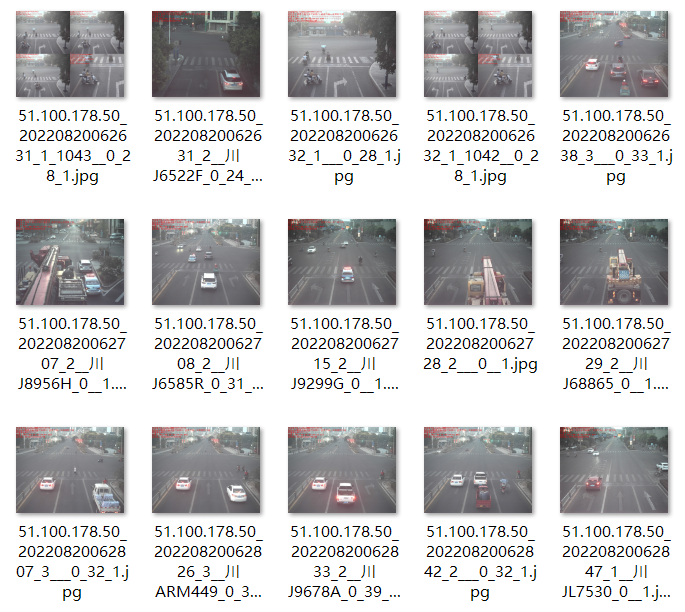 51.100.178.50_
202208200626
31_1_1043__0_2
8_1.jpg
51.100.178.50_
202208200626
31_2__川
J6522F_0_24_...
51.100.178.50_
202208200626
32_1___0_28_1.j
pg
51.100.178.50_
202208200626
32_1_1042__0_2
8_1.jpg
51.100.178.50_
202208200626
38_3___0_33_1.j
pg
51.100.178.50_
202208200627
07_2__川
J8956H_0__1....
51.100.178.50_
202208200627
08_2__川
J6585R_0_31_...
51.100.178.50_
202208200627
15_2__川
J9299G_0__1....
51.100.178.50_
202208200627
28_2___0__1.jpg
51.100.178.50_
202208200627
29_2__川
J68865_0__1....
51.100.178.50_
202208200628
07_3___0_32_1.j
pg
51.100.178.50_
202208200628
26_3__川
ARM449_0_3...
51.100.178.50_
202208200628
33_2__川
J9678A_0_39_...
51.100.178.50_
202208200628
42_2___0_32_1.j
pg
51.100.178.50_
202208200628
47_1__川
JL7530_0__1.j...